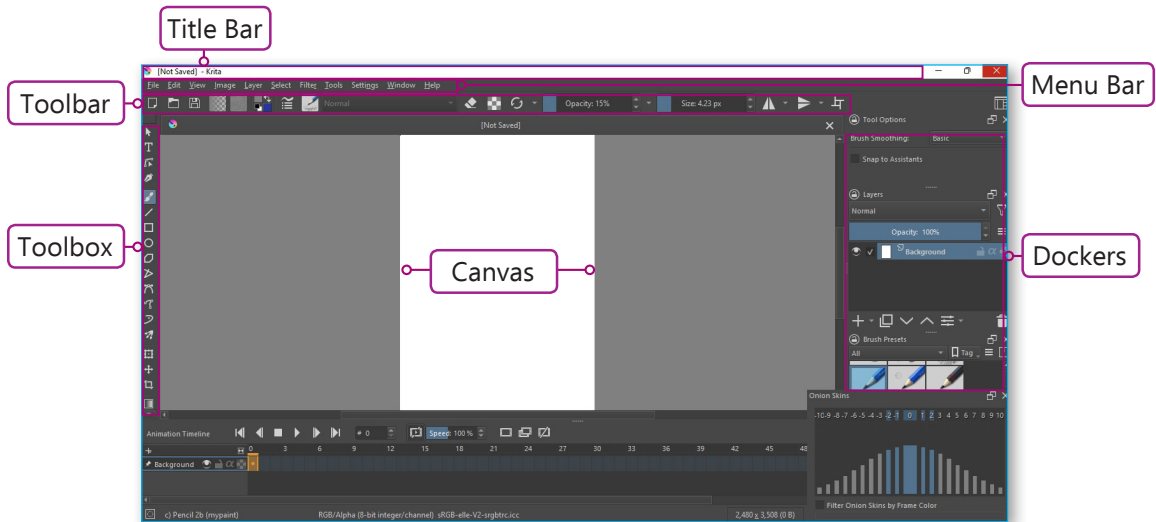 Title Bar
[Not Saved] - Krita
File Edit View Image Layer Select Filter Tools Settings Window Help
Menu Bar
Toolbar
Normal
Opacity: 15%
Size: 4.23 px
[Not Saved]
Tool Options
Brush Smoothing: Basic
Snap to Assistants
Layers
Normal
Opacity: 100%
Background
Toolbox
Canvas
Dockers
Brush Presets
All
Tag
Onion Skins
-10 -9 -8 -7 -6 -5 -4 -3 -2 -1 0 1 2 3 4 5 6 7 8 9 10
Animation Timeline
# 0
Speed: 100 %
0 3 6 9 12 15 18 21 24 27 30 33 36 39 42 45 48
Background
Filter Onion Skins by Frame Color
c) Pencil 2b (mypaint)
RGB/Alpha (8-bit integer/channel) sRGB-elle-V2-srgbtrc.icc
2,480 x 3,508 (0 B)